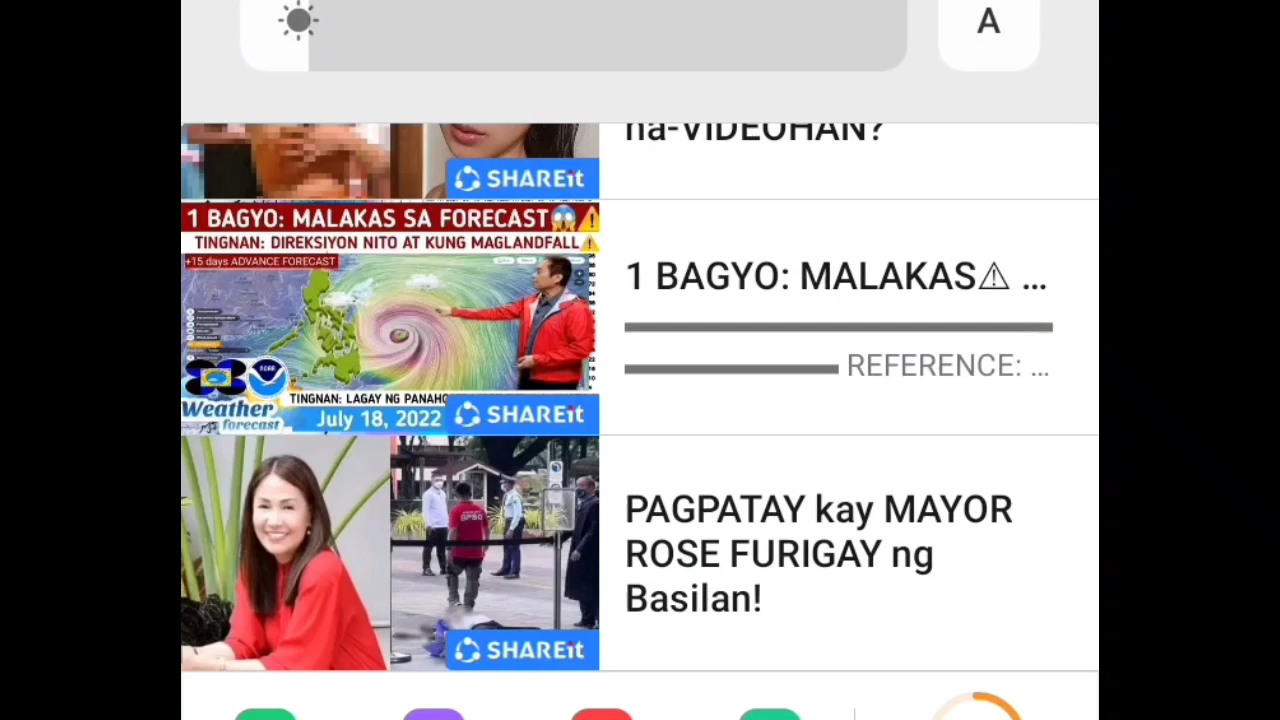 A
na-VIDEOHAN?
SHAREit
1 BAGYO: MALAKAS SA FORECAST😱⚠
TINGNAN: DIREKSIYON NITO AT KUNG MAGLANDFALL⚠
+15 days ADVANCE FORECAST
1 BAGYO: MALAKAS⚠ ...
REFERENCE: ...
Weather
forecast
TINGNAN: LAGAY NG PANAHO
July 18, 2022
SHAREit
PAGPATAY kay MAYOR
ROSE FURIGAY ng
Basilan!
SHAREit